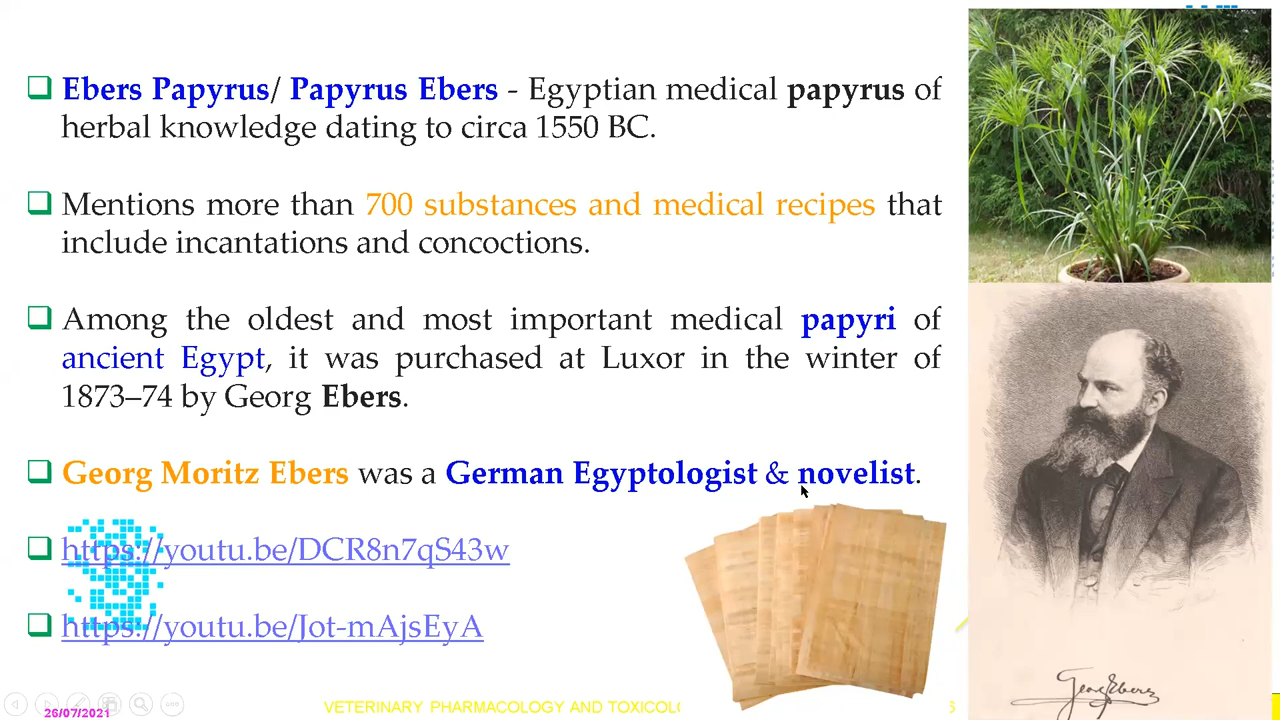 Ebers Papyrus/ Papyrus Ebers - Egyptian medical papyrus of
herbal knowledge dating to circa 1550 BC.
Mentions more than 700 substances and medical recipes that
include incantations and concoctions.
Among the oldest and most important medical papyri of
ancient Egypt, it was purchased at Luxor in the winter of
1873–74 by Georg Ebers.
Georg Moritz Ebers was a German Egyptologist & novelist.
https://youtu.be/DCR8n7qS43w
https://youtu.be/Jot-mAjsEyA
Georg Ebers
26/07/2021
VETERINARY PHARMACOLOGY AND TOXICOL